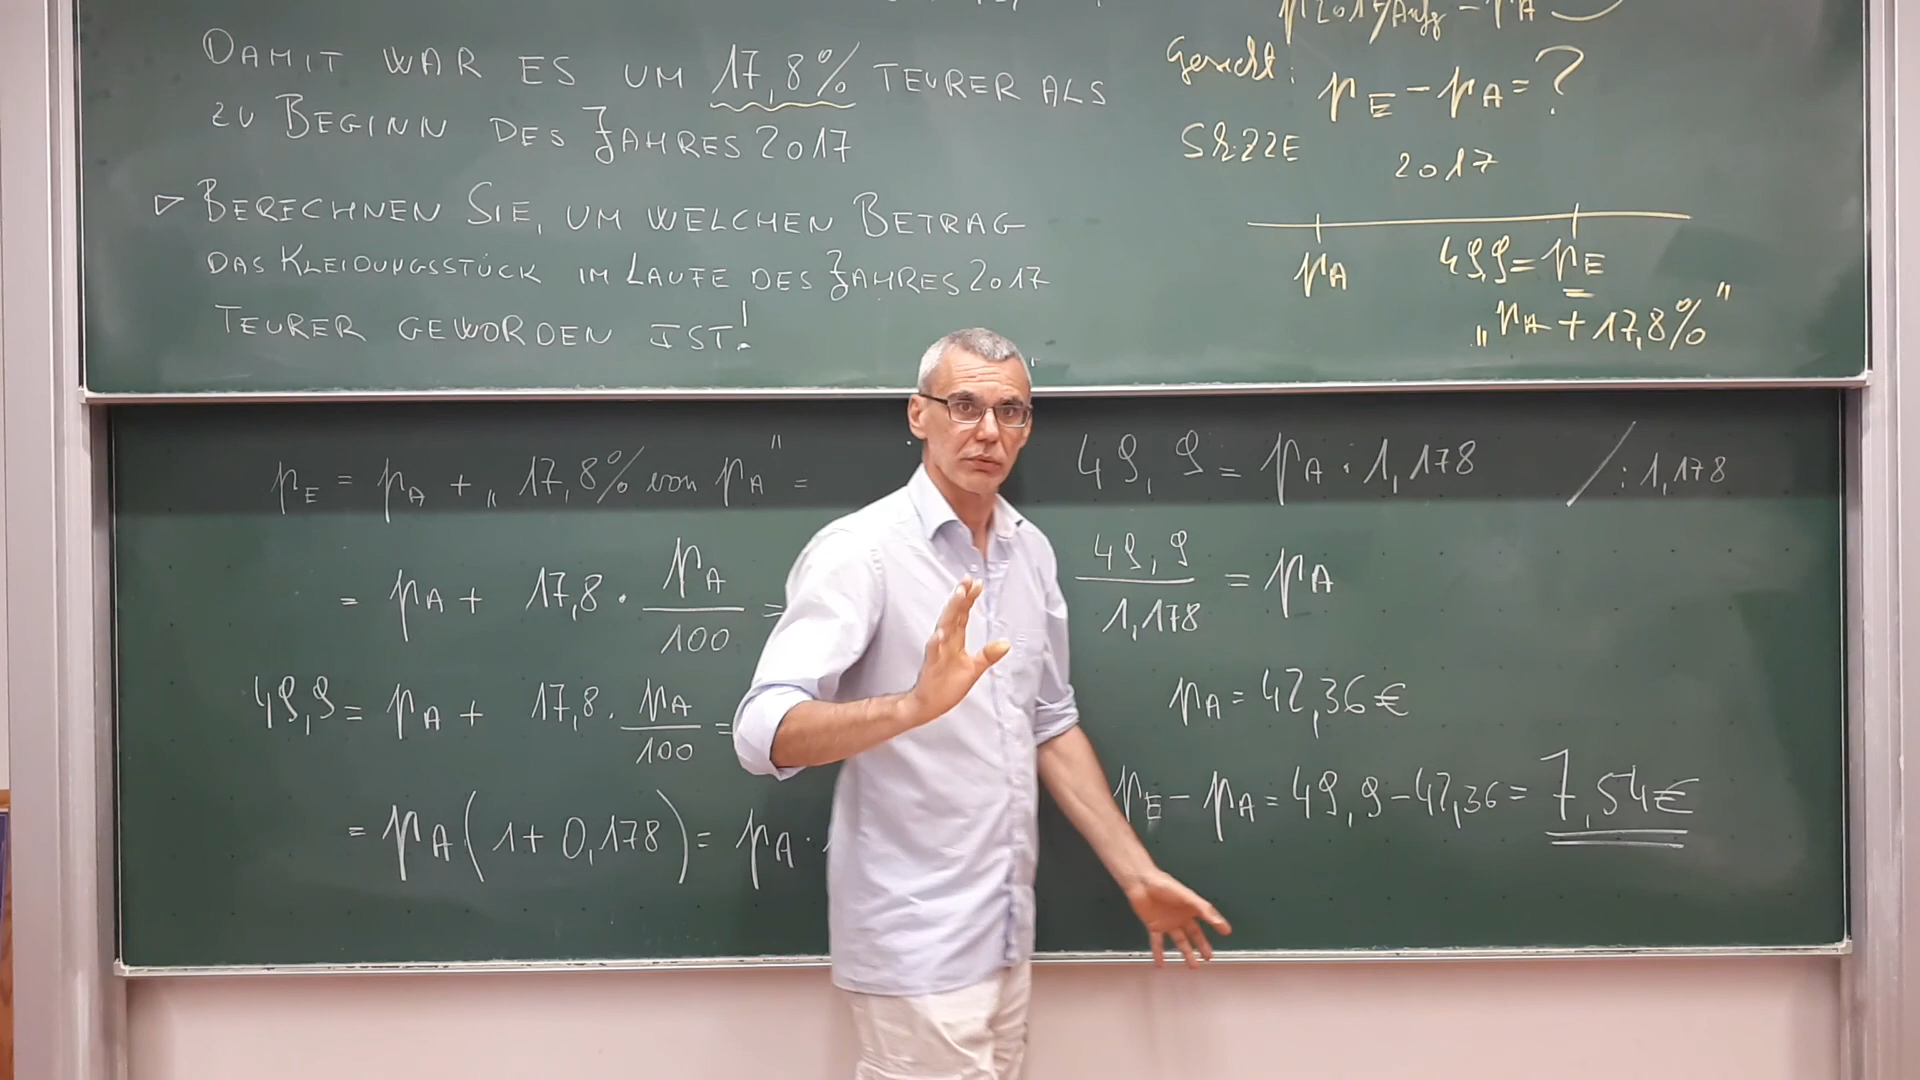 DAMIT WAR ES UM 17,8% TEURER ALS
ZU BEGINN DES JAHRES 2017
▷ BERECHNEN SIE, UM WELCHEN BETRAG
DAS KLEIDUNGSSTÜCK IM LAUFE DES JAHRES 2017
TEURER GEWORDEN IST!
p2017/Anfg - pA
Gesucht:
pE - pA = ?
SKIZZE
2017
pA 49,9 = pE
„pA + 17,8%"
pE = pA + „17,8% von pA" =
= pA + 17,8 · pA/100 =
49,9 = pA + 17,8 · pA/100 =
= pA (1 + 0,178) = pA ·
49,9 = pA · 1,178 / : 1,178
49,9/1,178 = pA
pA = 42,36 €
pE - pA = 49,9 - 42,36 = 7,54 €